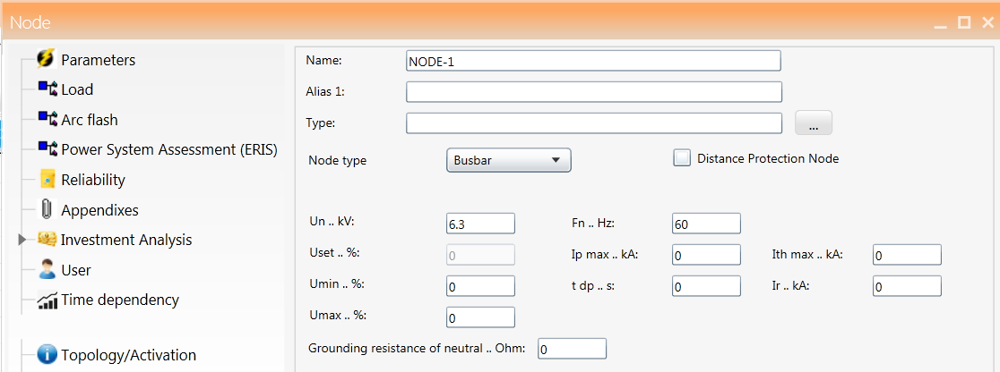 Node
Parameters
Load
Arc flash
Power System Assessment (ERIS)
Reliability
Appendixes
Investment Analysis
User
Time dependency
Topology/Activation
Name: NODE-1
Alias 1:
Type: ...
Node type Busbar Distance Protection Node
Un .. kV: 6.3 Fn .. Hz: 60
Uset .. %: 0 Ip max .. kA: 0 Ith max .. kA: 0
Umin .. %: 0 t dp .. s: 0 Ir .. kA: 0
Umax .. %: 0
Grounding resistance of neutral .. Ohm: 0